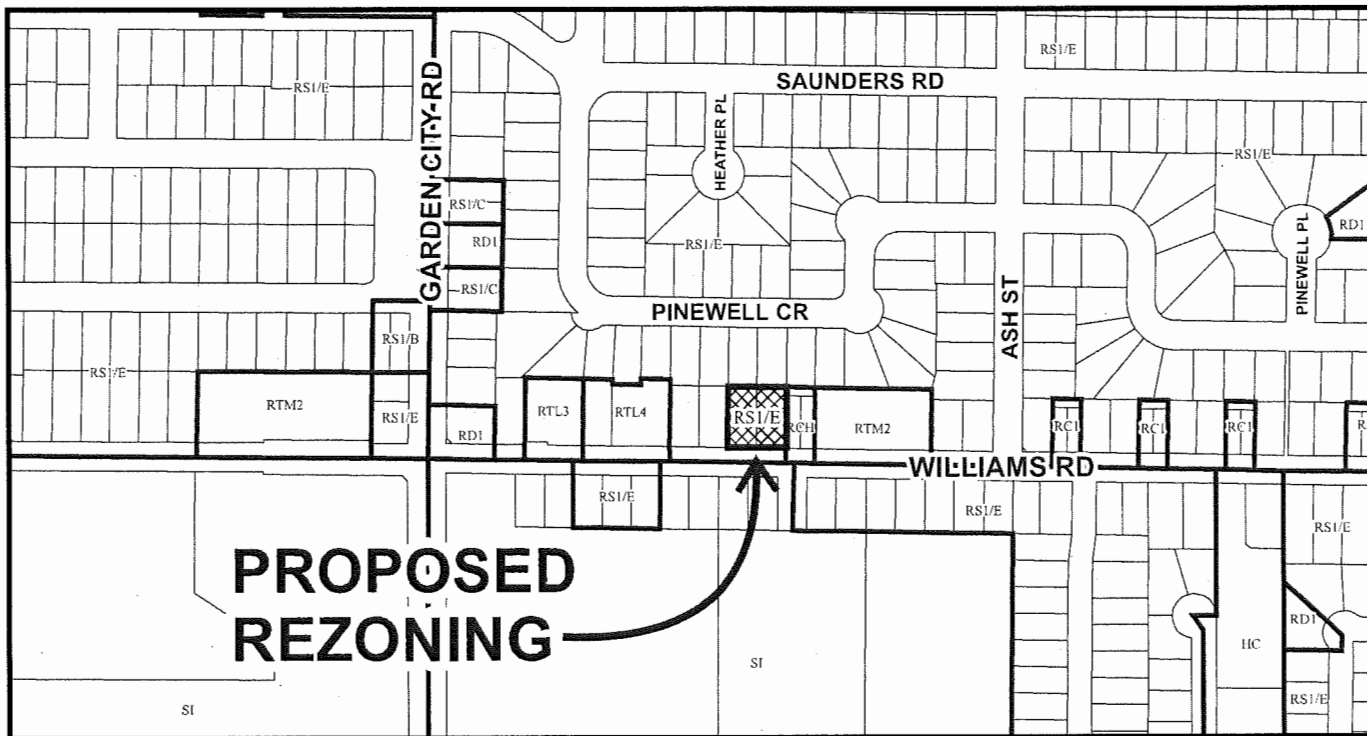 RS1/E
SAUNDERS RD
RS1/E
GARDEN CITY RD
HEATHER PL
RS1/E
RS1/C
RD1
RS1/C
RS1/E
PINEWELL PL
RD1
PINEWELL CR
ASH ST
RS1/B
RS1/E
RTM2
RS1/E
RD1
RTL3
RTL4
RS1/E
RCH
RTM2
RC1
RC1
RC1
WILLIAMS RD
RS1/E
RS1/E
RS1/E
PROPOSED
REZONING
RD1
HC
SI
SI
RS1/E